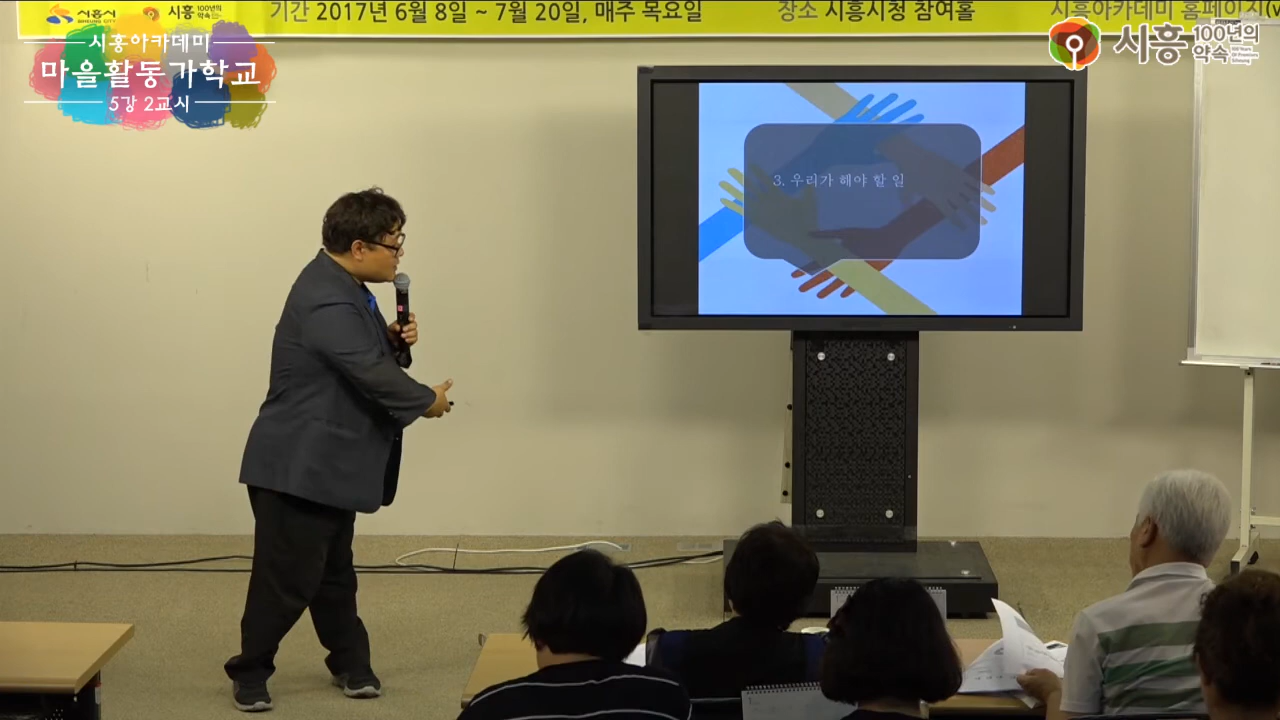 시흥시
SIHEUNG CITY
시흥 100년의 약속
기간 2017년 6월 8일 ~ 7월 20일, 매주 목요일
장소 시흥시청 참여홀
시흥아카데미 홈페이지(w
시흥아카데미
마을활동가학교
5강 2교시
시흥 100년의 약속
3. 우리가 해야 할 일